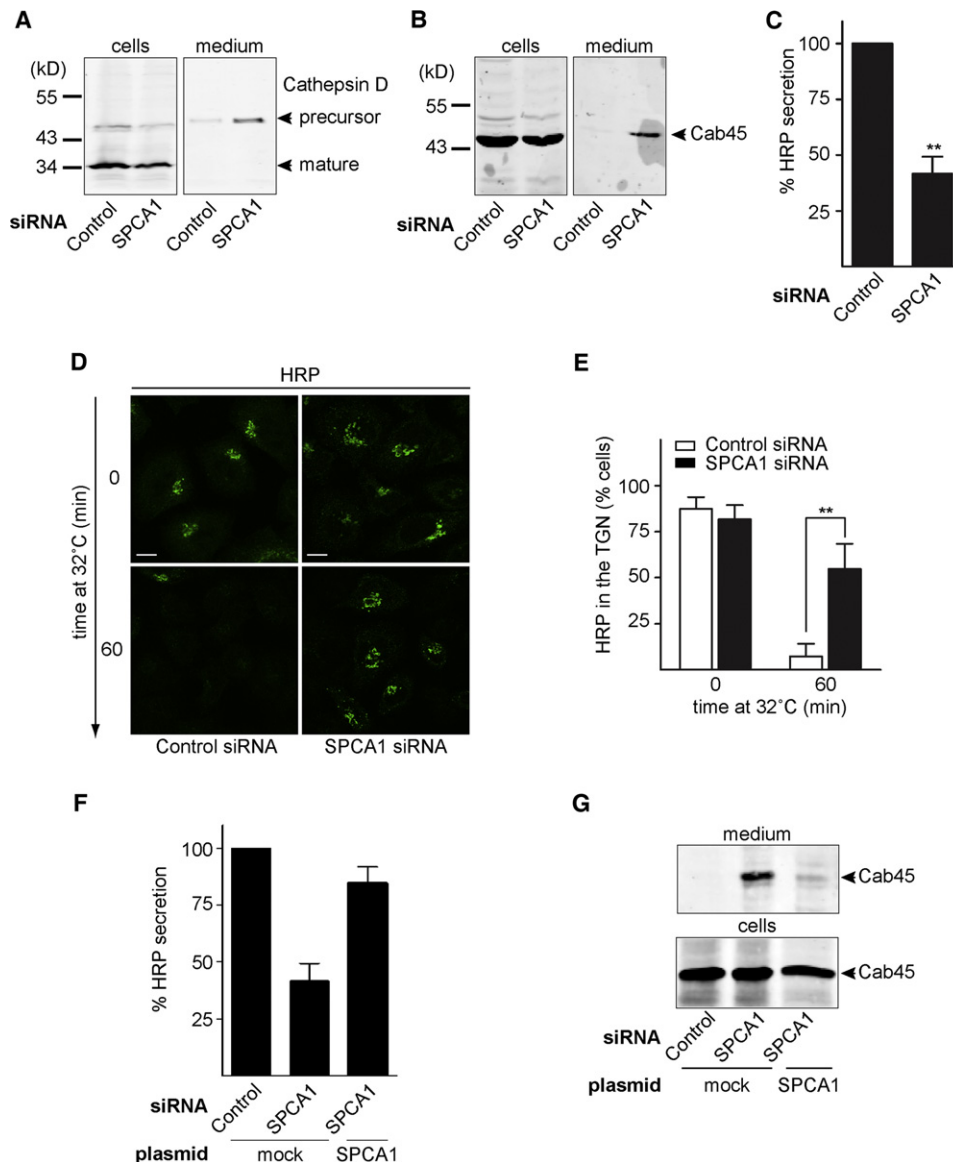 A
cells
medium
(kD)
55
43
34
Cathepsin D
precursor
mature
siRNA
Control
SPCA1
Control
SPCA1
B
cells
medium
(kD)
55
43
Cab45
siRNA
Control
SPCA1
Control
SPCA1
C
% HRP secretion
100
75
50
25
**
siRNA
Control
SPCA1
D
HRP
time at 32°C (min)
0
60
Control siRNA
SPCA1 siRNA
E
Control siRNA
SPCA1 siRNA
HRP in the TGN (% cells)
100
75
50
25
**
0
60
time at 32°C (min)
F
% HRP secretion
100
75
50
25
siRNA
Control
SPCA1
SPCA1
plasmid
mock
SPCA1
G
medium
Cab45
cells
Cab45
siRNA
Control
SPCA1
SPCA1
plasmid
mock
SPCA1